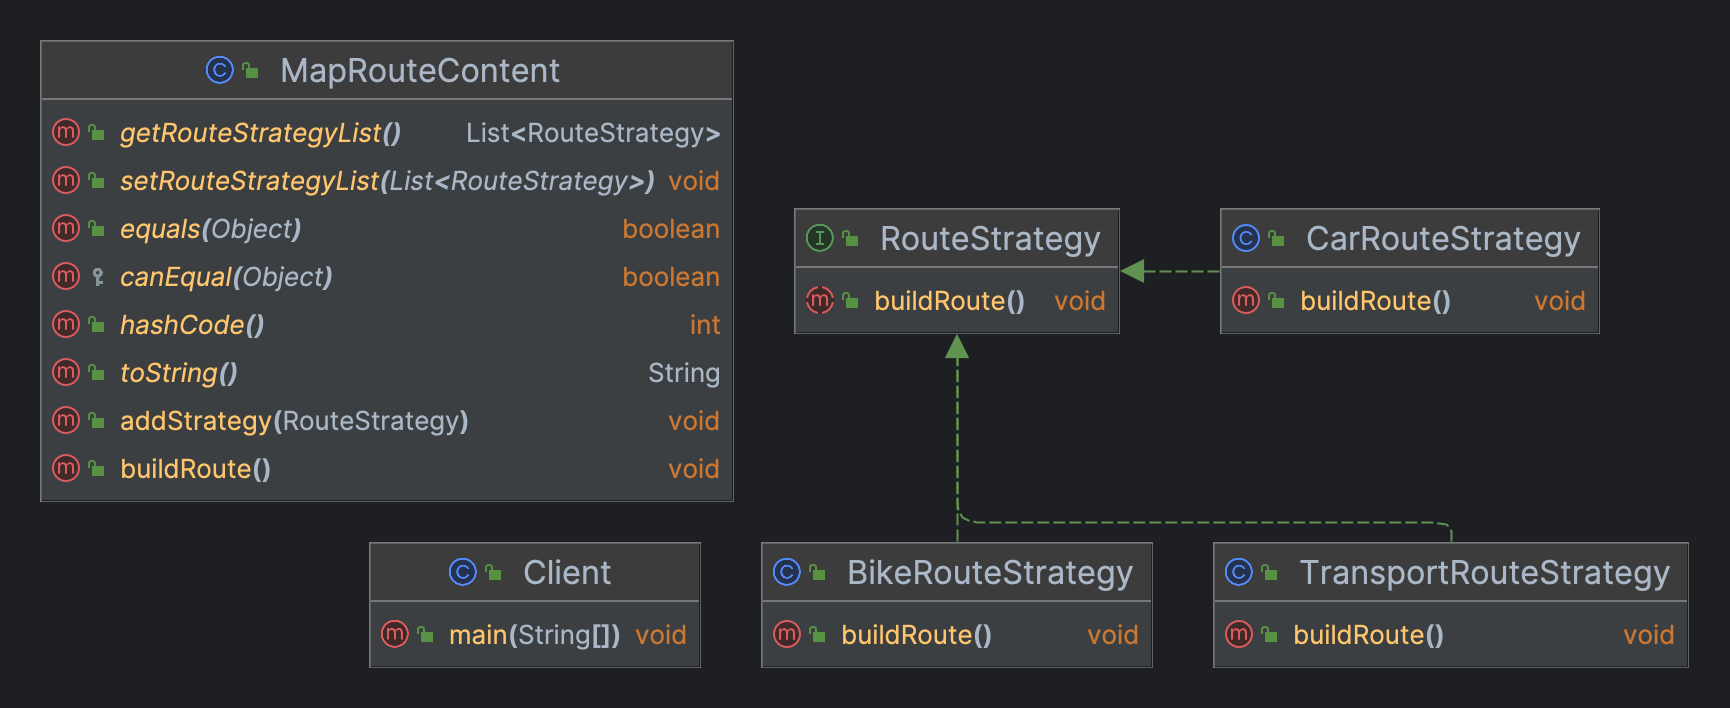 MapRouteContent
getRouteStrategyList() List<RouteStrategy>
setRouteStrategyList(List<RouteStrategy>) void
equals(Object) boolean
canEqual(Object) boolean
hashCode() int
toString() String
addStrategy(RouteStrategy) void
buildRoute() void
RouteStrategy
buildRoute() void
CarRouteStrategy
buildRoute() void
Client
main(String[]) void
BikeRouteStrategy
buildRoute() void
TransportRouteStrategy
buildRoute() void